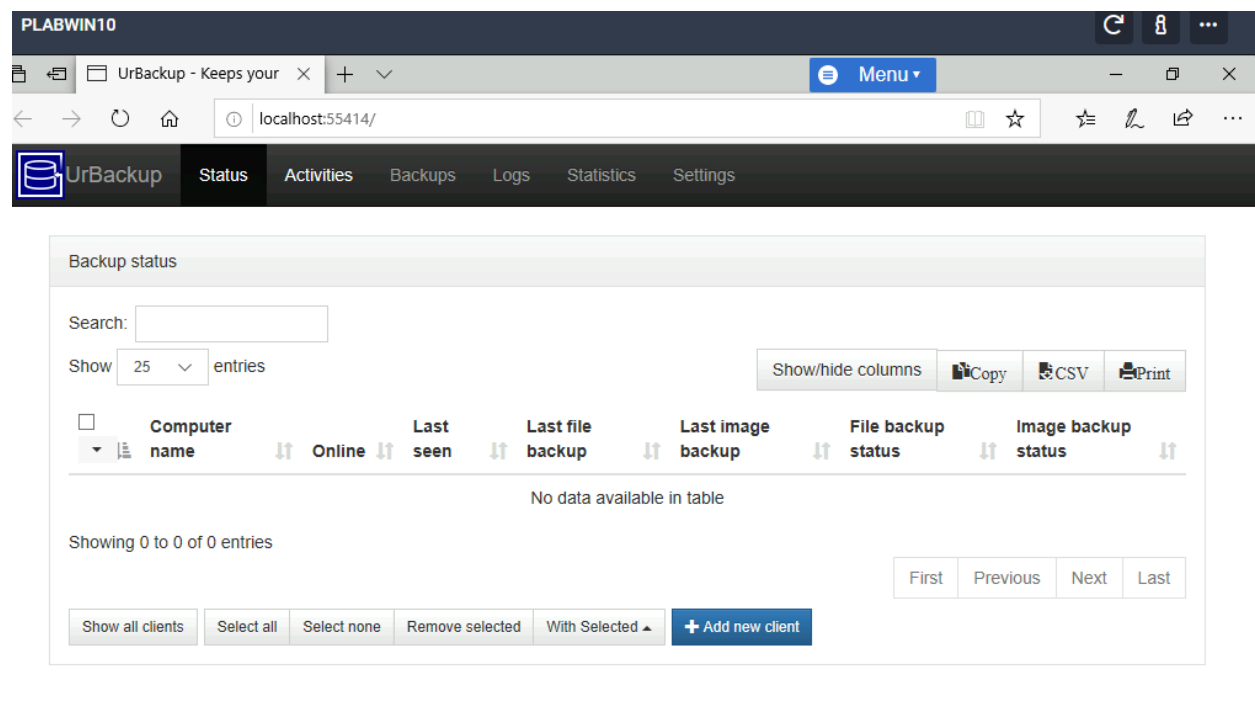 PLABWIN10
UrBackup - Keeps your
Menu
localhost:55414/
UrBackup Status Activities Backups Logs Statistics Settings
Backup status
Search:
Show 25 entries
Show/hide columns Copy CSV Print
Computer name Online Last seen Last file backup Last image backup File backup status Image backup status
No data available in table
Showing 0 to 0 of 0 entries
First Previous Next Last
Show all clients Select all Select none Remove selected With Selected Add new client